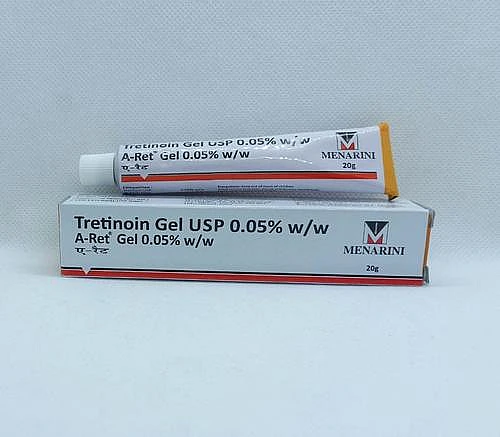 Tretinoin Gel USP 0.05% w/w
A-Ret Gel 0.05% w/w
ए-रैट
MENARINI
20g
Tretinoin Gel USP 0.05% w/w
A-Ret® Gel 0.05% w/w
ए-रैट
MENARINI
20g